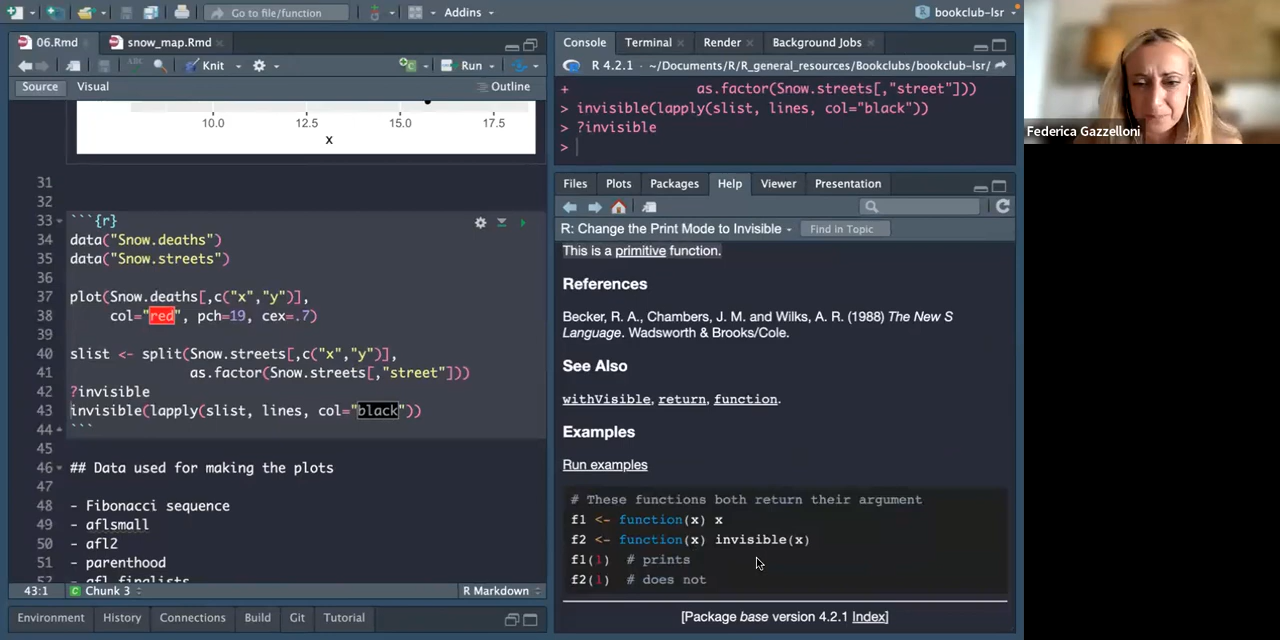 Go to file/function
Addins
bookclub-lsr
06.Rmd
snow_map.Rmd
Knit
Run
Source
Visual
Outline
10.0
12.5
15.0
17.5
x
31
32
33 ```{r}
34 data("Snow.deaths")
35 data("Snow.streets")
36
37 plot(Snow.deaths[,c("x","y")],
38 col="red", pch=19, cex=.7)
39
40 slist <- split(Snow.streets[,c("x","y")],
41 as.factor(Snow.streets[,"street"]))
42 ?invisible
43 invisible(lapply(slist, lines, col="black"))
44 ```
45
46 ## Data used for making the plots
47
48 - Fibonacci sequence
49 - aflsmall
50 - afl2
51 - parenthood
52 - afl finalists
43:1
Chunk 3
R Markdown
Environment
History
Connections
Build
Git
Tutorial
Console
Terminal
Render
Background Jobs
R 4.2.1 · ~/Documents/R/R_general_resources/Bookclubs/bookclub-lsr/
+ as.factor(Snow.streets[,"street"]))
> invisible(lapply(slist, lines, col="black"))
> ?invisible
>
Files
Plots
Packages
Help
Viewer
Presentation
R: Change the Print Mode to Invisible
Find in Topic
This is a primitive function.
References
Becker, R. A., Chambers, J. M. and Wilks, A. R. (1988) The New S
Language. Wadsworth & Brooks/Cole.
See Also
withVisible, return, function.
Examples
Run examples
# These functions both return their argument
f1 <- function(x) x
f2 <- function(x) invisible(x)
f1(1) # prints
f2(1) # does not
[Package base version 4.2.1 Index]
Federica Gazzelloni